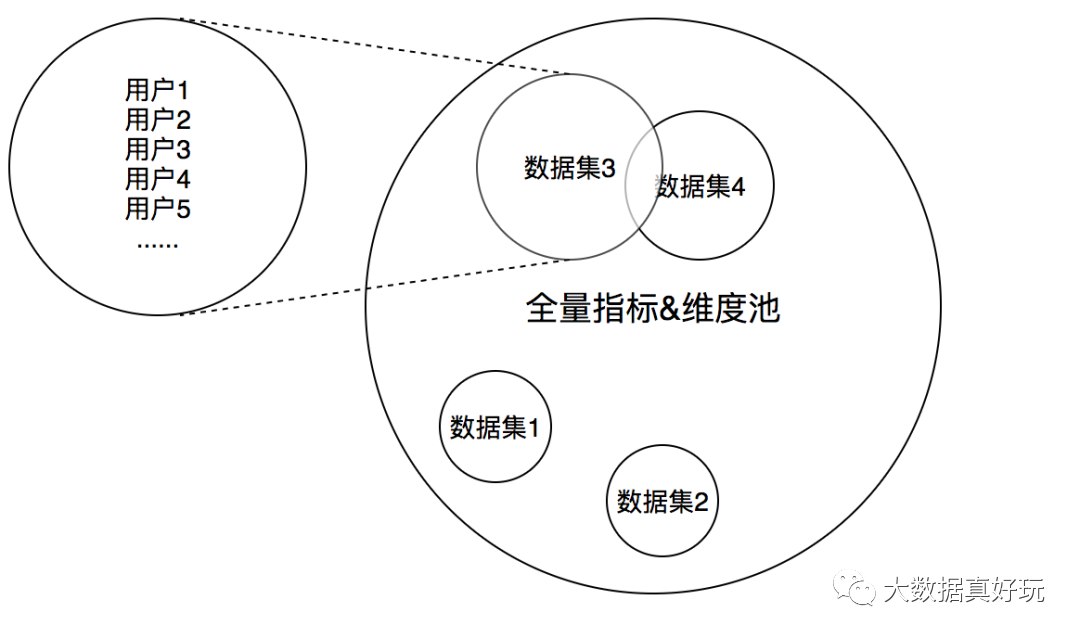 用户1
用户2
用户3
用户4
用户5
......
数据集3
数据集4
全量指标&维度池
数据集1
数据集2
大数据真好玩